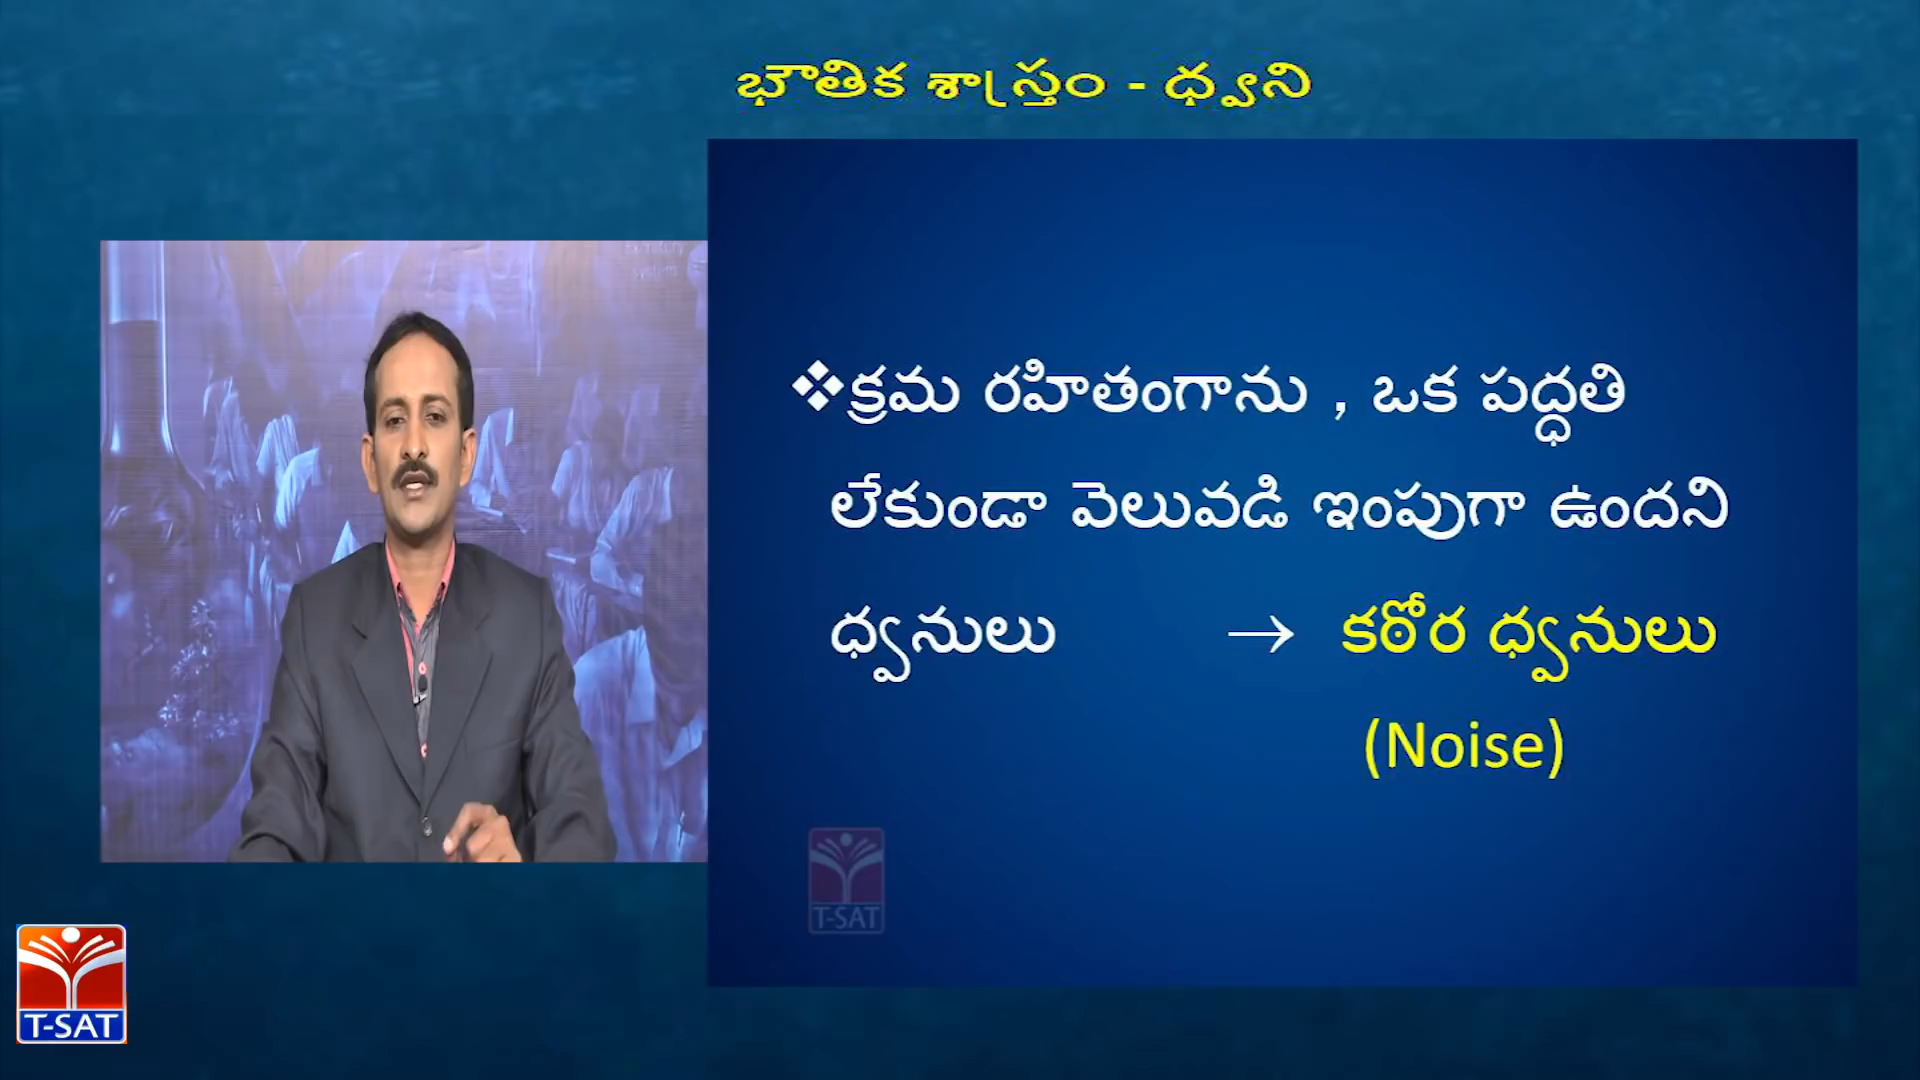 భౌతిక శాస్త్రం - ధ్వని
❖క్రమ రహితంగాను , ఒక పద్ధతి
లేకుండా వెలువడి ఇంపుగా ఉందని
ధ్వనులు → కఠోర ధ్వనులు
(Noise)
T-SAT
T-SAT